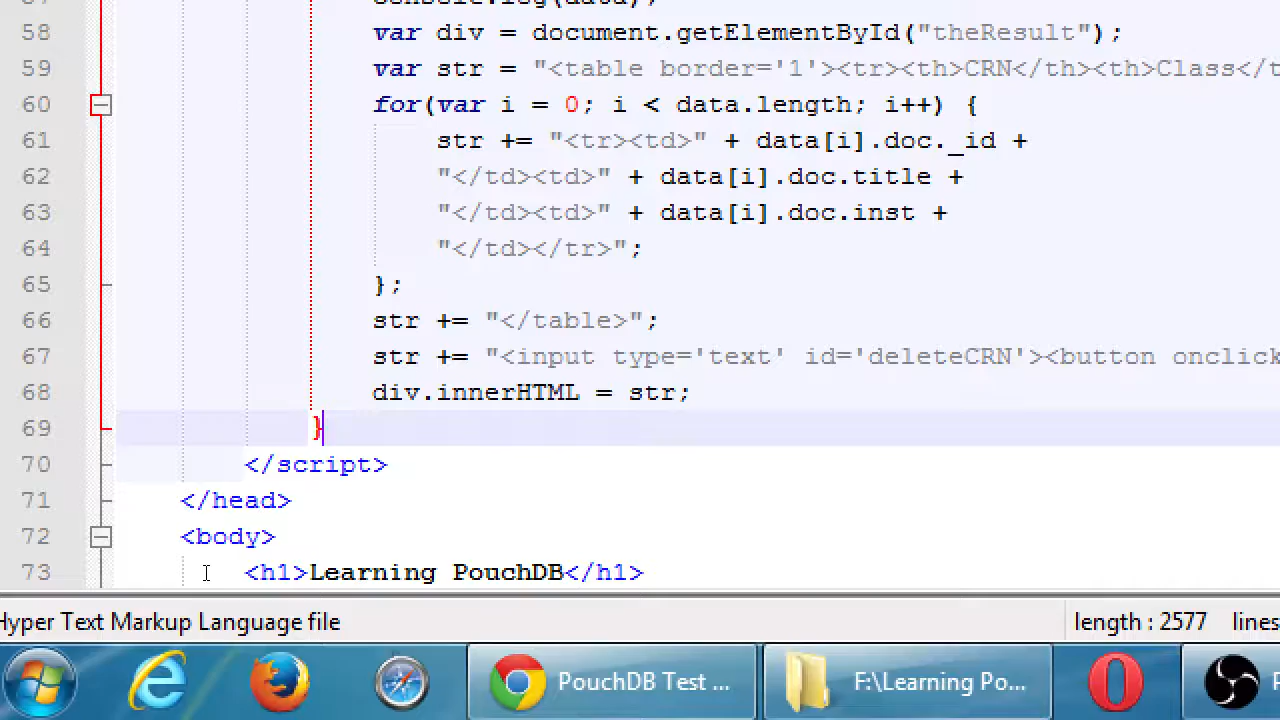 57 console.log(data);
58 var div = document.getElementById("theResult");
59 var str = "<table border='1'><tr><th>CRN</th><th>Class</t
60 for(var i = 0; i < data.length; i++) {
61 str += "<tr><td>" + data[i].doc._id +
62 "</td><td>" + data[i].doc.title +
63 "</td><td>" + data[i].doc.inst +
64 "</td></tr>";
65 };
66 str += "</table>";
67 str += "<input type='text' id='deleteCRN'><button onclick
68 div.innerHTML = str;
69 }
70 </script>
71 </head>
72 <body>
73 <h1>Learning PouchDB</h1>
Hyper Text Markup Language file length : 2577 lines
PouchDB Test ... F:\Learning Po...